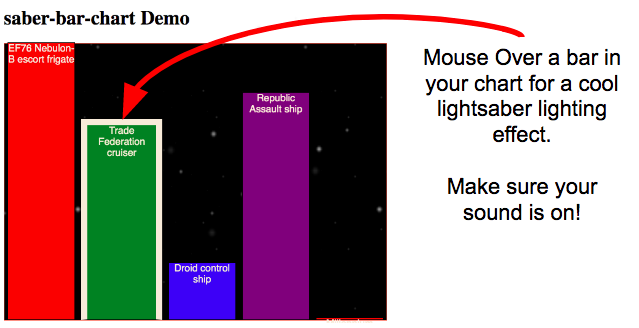 saber-bar-chart Demo
EF76 Nebulon-
B escort frigate
Trade
Federation
cruiser
Droid control
ship
Republic
Assault ship
Mouse Over a bar in
your chart for a cool
lightsaber lighting
effect.
Make sure your
sound is on!